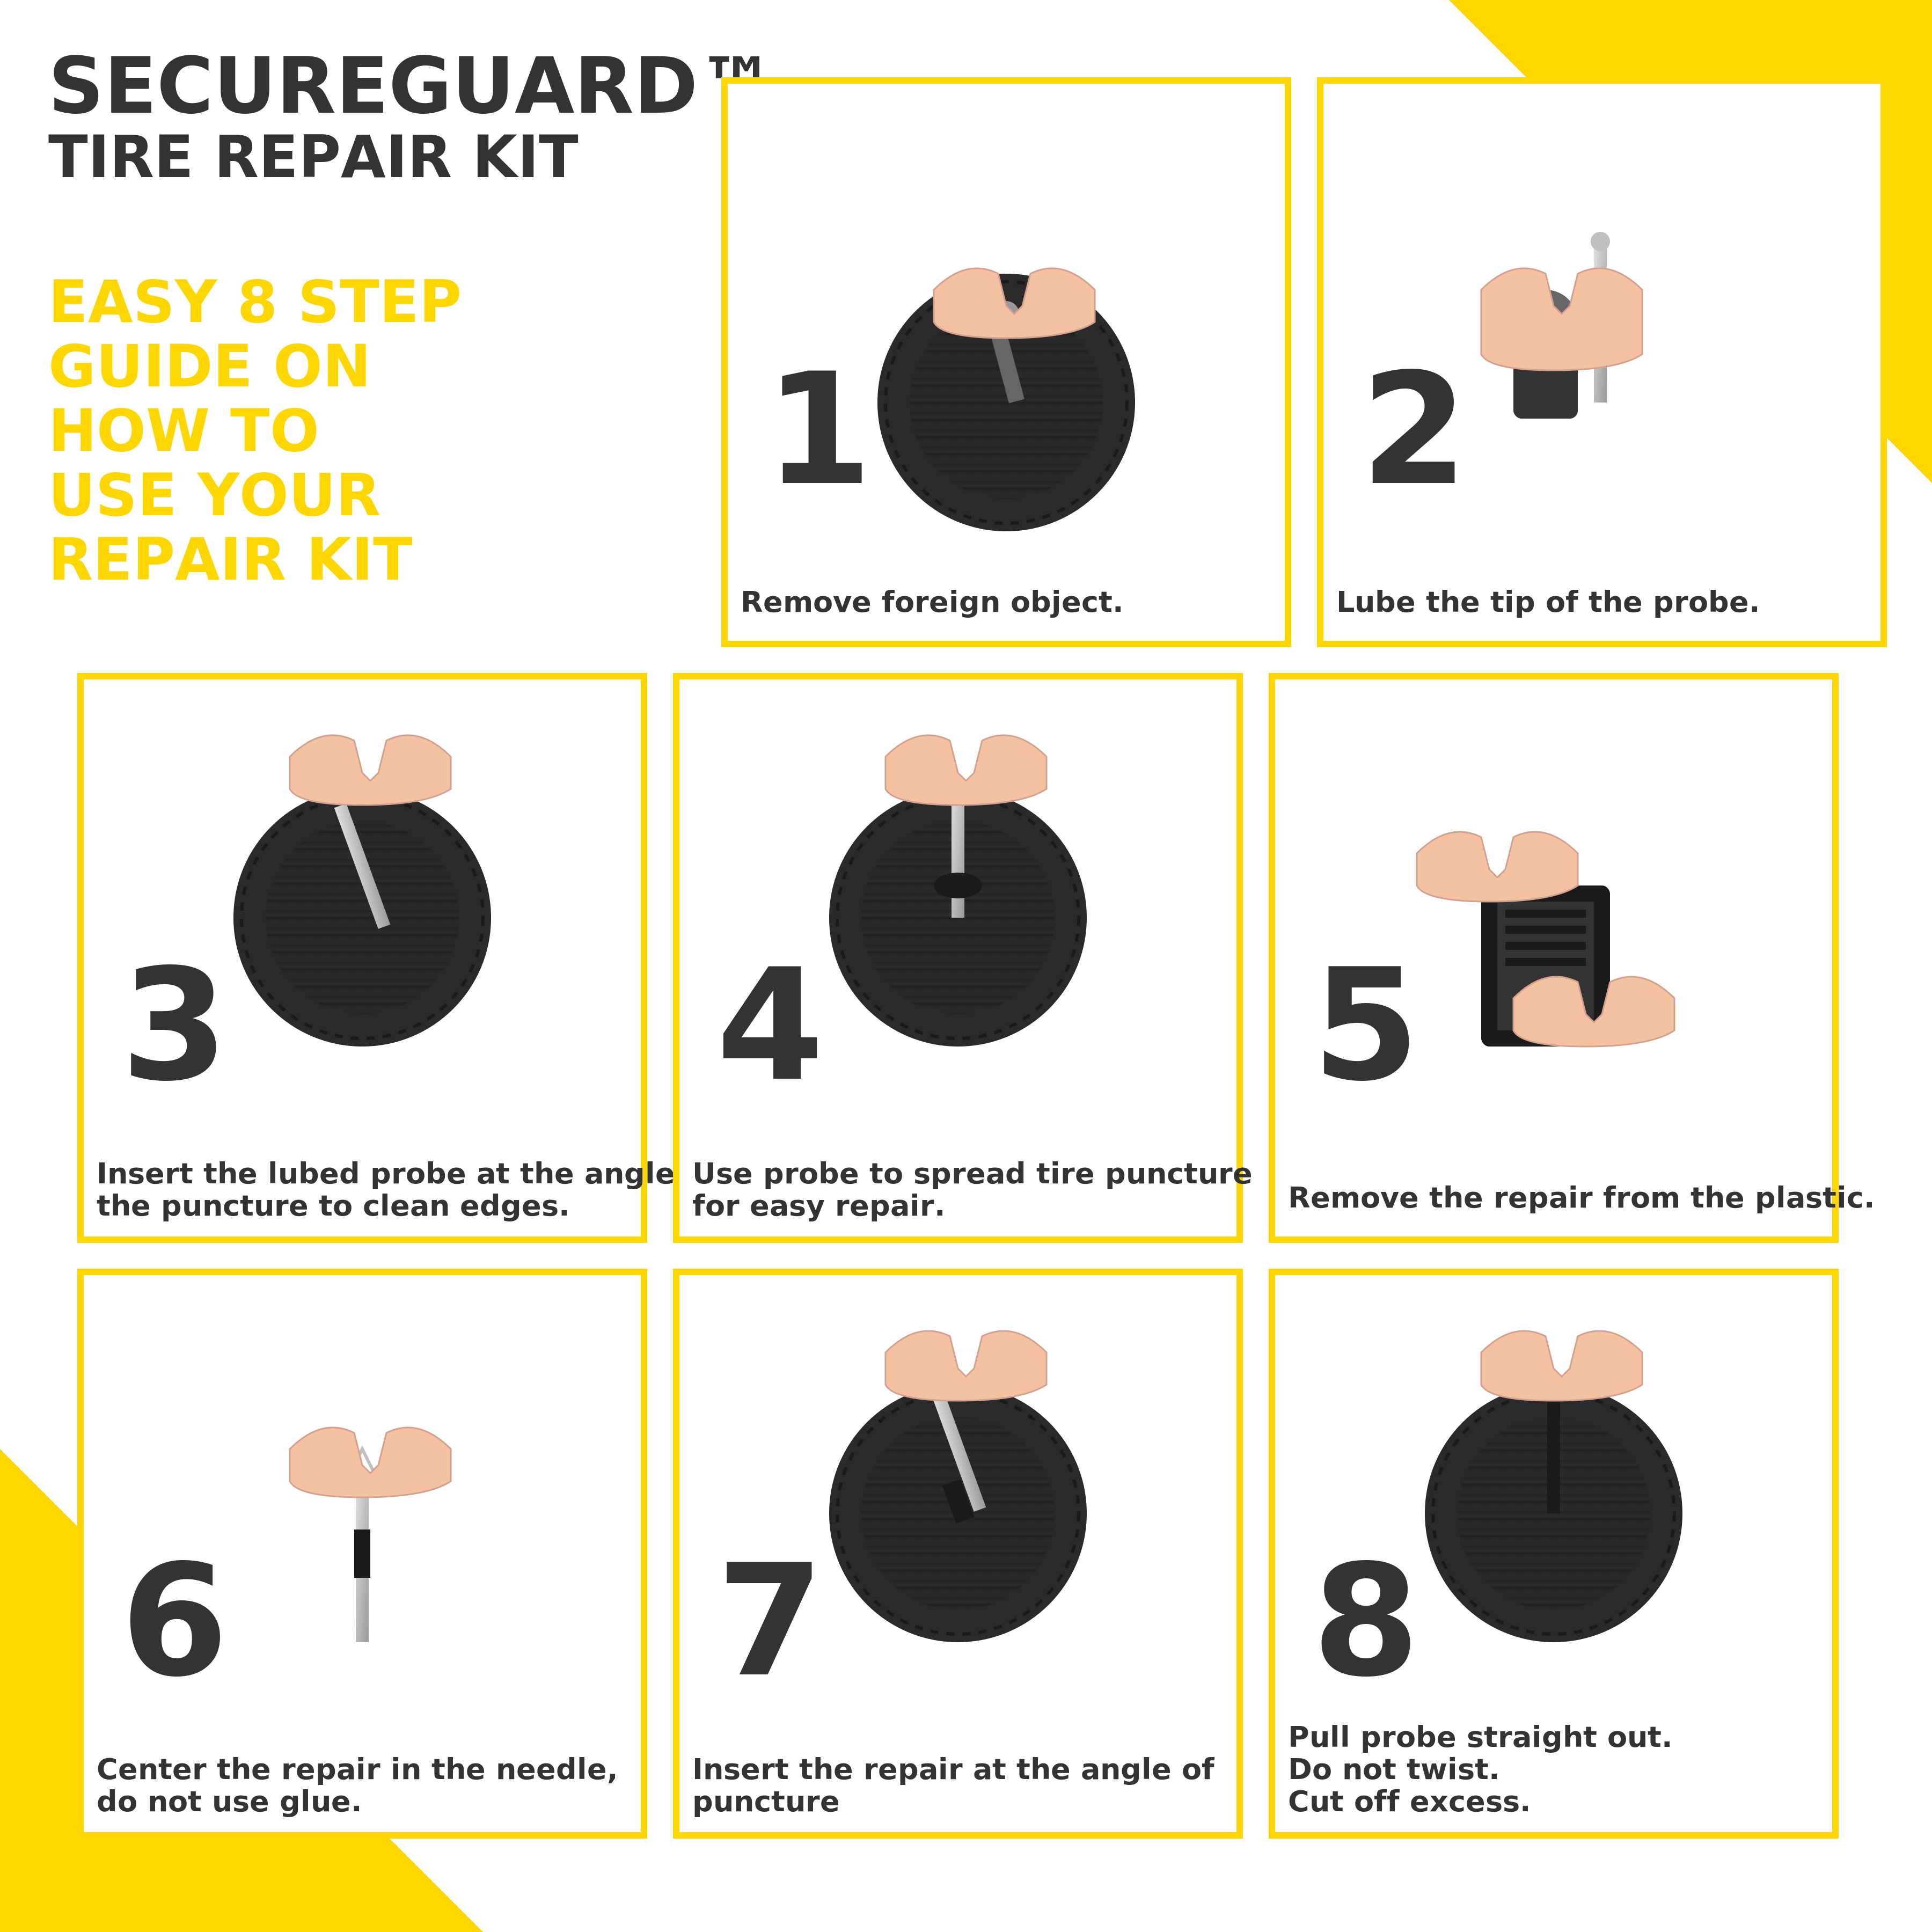 SECUREGUARD™
TIRE REPAIR KIT
EASY 8 STEP
GUIDE ON
HOW TO
USE YOUR
REPAIR KIT
1
Remove foreign object.
2
Lube the tip of the probe.
3
Insert the lubed probe at the angle
the puncture to clean edges.
4
Use probe to spread tire puncture
for easy repair.
5
Remove the repair from the plastic.
6
Center the repair in the needle,
do not use glue.
7
Insert the repair at the angle of
puncture
8
Pull probe straight out.
Do not twist.
Cut off excess.